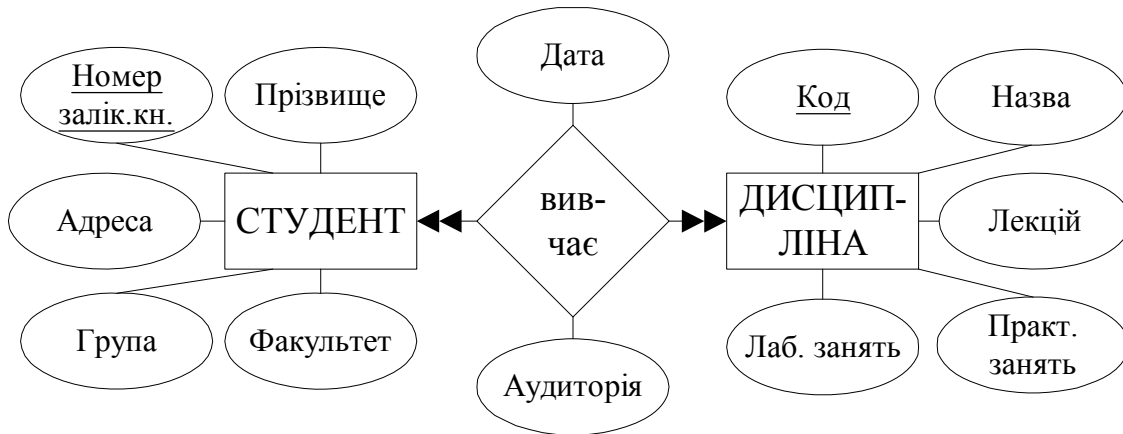 Номер
залік.кн.
Прізвище
Дата
Код
Назва
Адреса
СТУДЕНТ
вив-
чає
ДИСЦИП-
ЛІНА
Лекцій
Група
Факультет
Аудиторія
Лаб. занять
Практ.
занять